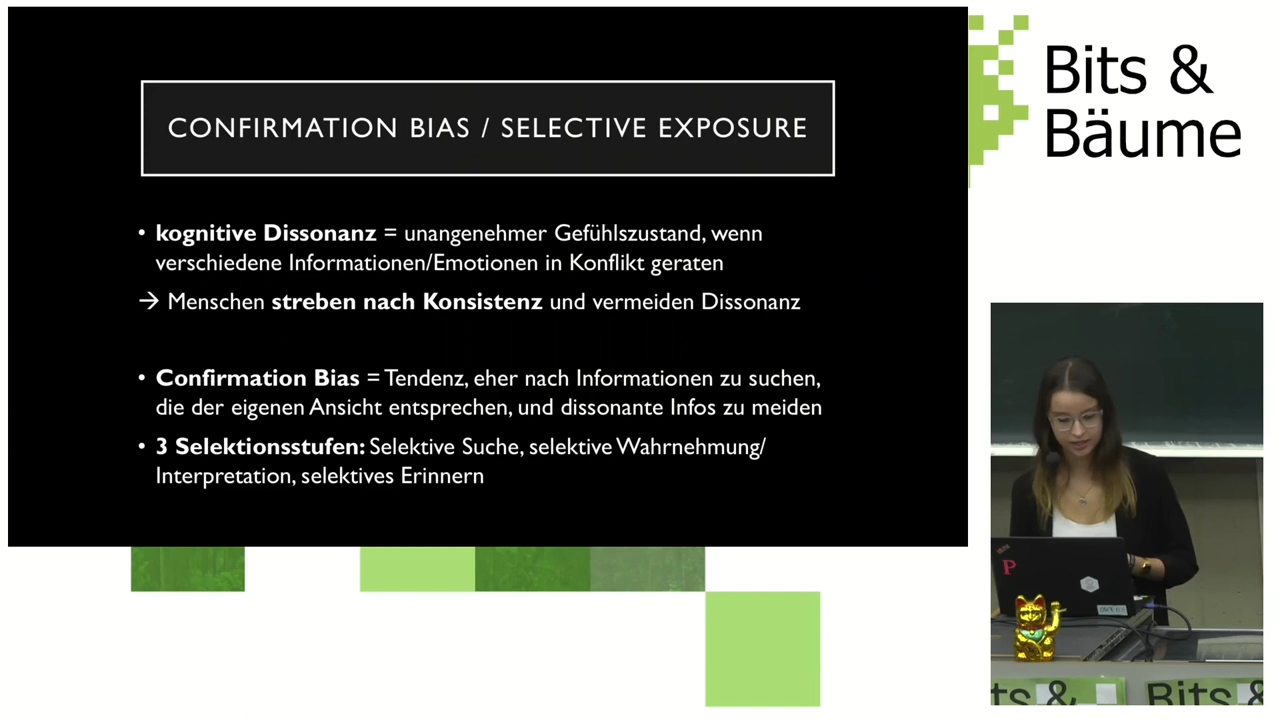 CONFIRMATION BIAS / SELECTIVE EXPOSURE
• kognitive Dissonanz = unangenehmer Gefühlszustand, wenn
verschiedene Informationen/Emotionen in Konflikt geraten
→ Menschen streben nach Konsistenz und vermeiden Dissonanz
• Confirmation Bias = Tendenz, eher nach Informationen zu suchen,
die der eigenen Ansicht entsprechen, und dissonante Infos zu meiden
• 3 Selektionsstufen: Selektive Suche, selektive Wahrnehmung/
Interpretation, selektives Erinnern
Bits &
Bäume
P
ts &
Bits &